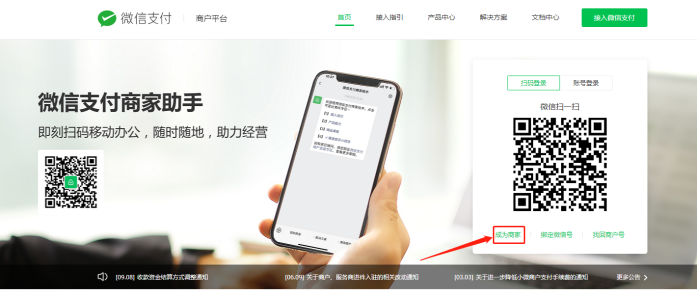 微信支付 | 商户平台
首页 接入指引 产品中心 解决方案 文档中心 接入微信支付
微信支付商家助手
即刻扫码移动办公，随时随地，助力经营
扫码登录 账号登录
微信扫一扫
成为商家 绑定微信号 找回商户号
[09.08] 收款资金结算方式调整通知 [06.09] 关于商户、服务商进件入驻的相关改动通知 [03.03] 关于进一步降低小微商户支付手续费的通知 更多公告